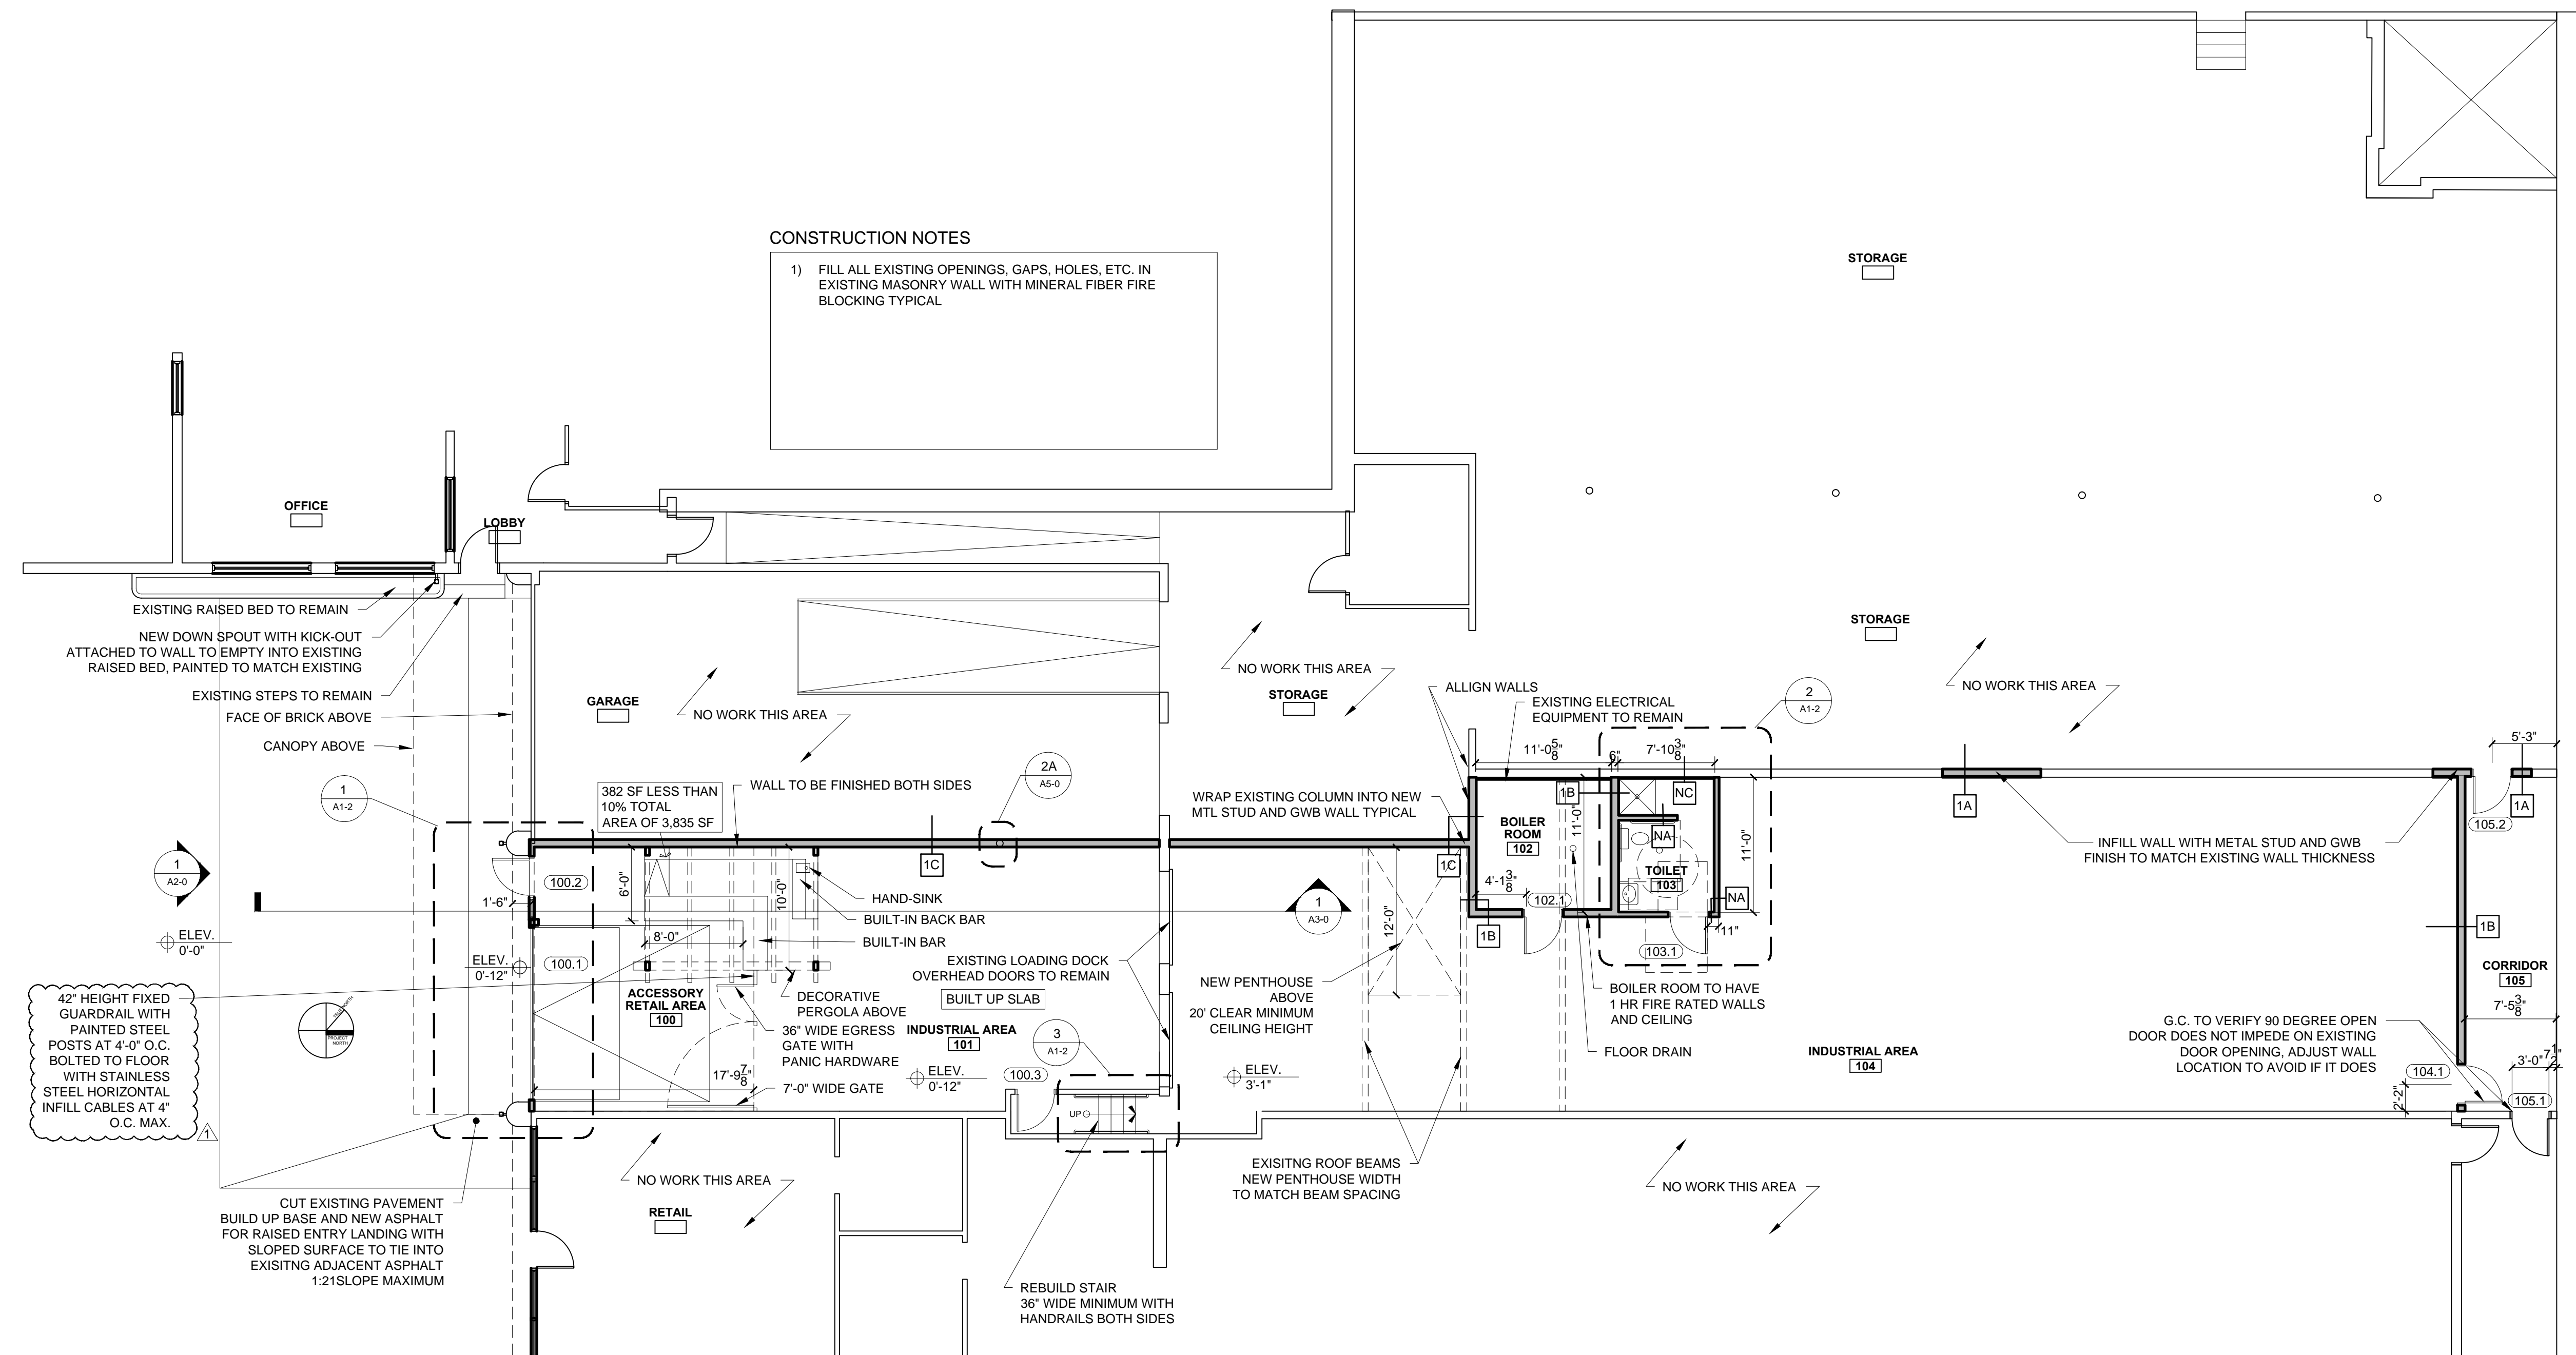 CONSTRUCTION NOTES
1) FILL ALL EXISTING OPENINGS, GAPS, HOLES, ETC. IN
EXISTING MASONRY WALL WITH MINERAL FIBER FIRE
BLOCKING TYPICAL
STORAGE
OFFICE
LOBBY
EXISTING RAISED BED TO REMAIN
NEW DOWN SPOUT WITH KICK-OUT
ATTACHED TO WALL TO EMPTY INTO EXISTING
RAISED BED, PAINTED TO MATCH EXISTING
EXISTING STEPS TO REMAIN
FACE OF BRICK ABOVE
CANOPY ABOVE
GARAGE
NO WORK THIS AREA
NO WORK THIS AREA
STORAGE
STORAGE
NO WORK THIS AREA
ALLIGN WALLS
EXISTING ELECTRICAL
EQUIPMENT TO REMAIN
2
A1-2
5'-3"
11'-0 5/8"
6"
7'-10 3/8"
1
A1-2
382 SF LESS THAN
10% TOTAL
AREA OF 3,835 SF
WALL TO BE FINISHED BOTH SIDES
2A
A5-0
WRAP EXISTING COLUMN INTO NEW
MTL STUD AND GWB WALL TYPICAL
1B
NC
1A
1A
BOILER
ROOM
102
11'-0"
NA
11'-0"
105.2
INFILL WALL WITH METAL STUD AND GWB
FINISH TO MATCH EXISTING WALL THICKNESS
1
A2-0
100.2
6'-0"
10'-0"
1C
1C
TOILET
103
4'-1 3/8"
102.1
NA
1'-6"
HAND-SINK
BUILT-IN BACK BAR
BUILT-IN BAR
1
A3-0
12'-0"
1B
11"
1B
ELEV.
0'-0"
8'-0"
103.1
ELEV.
0'-12"
100.1
EXISTING LOADING DOCK
OVERHEAD DOORS TO REMAIN
BUILT UP SLAB
NEW PENTHOUSE
ABOVE
20' CLEAR MINIMUM
CEILING HEIGHT
BOILER ROOM TO HAVE
1 HR FIRE RATED WALLS
AND CEILING
CORRIDOR
105
7'-5 3/8"
42" HEIGHT FIXED
GUARDRAIL WITH
PAINTED STEEL
POSTS AT 4'-0" O.C.
BOLTED TO FLOOR
WITH STAINLESS
STEEL HORIZONTAL
INFILL CABLES AT 4"
O.C. MAX.
1
TRUE NORTH
PROJECT
NORTH
ACCESSORY
RETAIL AREA
100
DECORATIVE
PERGOLA ABOVE
36" WIDE EGRESS
GATE WITH
PANIC HARDWARE
INDUSTRIAL AREA
101
3
A1-2
FLOOR DRAIN
INDUSTRIAL AREA
104
G.C. TO VERIFY 90 DEGREE OPEN
DOOR DOES NOT IMPEDE ON EXISTING
DOOR OPENING, ADJUST WALL
LOCATION TO AVOID IF IT DOES
3'-0"
7 1/2"
17'-9 7/8"
7'-0" WIDE GATE
ELEV.
0'-12"
100.3
ELEV.
3'-1"
104.1
2'-2"
105.1
UP
NO WORK THIS AREA
RETAIL
EXISITNG ROOF BEAMS
NEW PENTHOUSE WIDTH
TO MATCH BEAM SPACING
NO WORK THIS AREA
CUT EXISTING PAVEMENT
BUILD UP BASE AND NEW ASPHALT
FOR RAISED ENTRY LANDING WITH
SLOPED SURFACE TO TIE INTO
EXISITNG ADJACENT ASPHALT
1:21SLOPE MAXIMUM
REBUILD STAIR
36" WIDE MINIMUM WITH
HANDRAILS BOTH SIDES